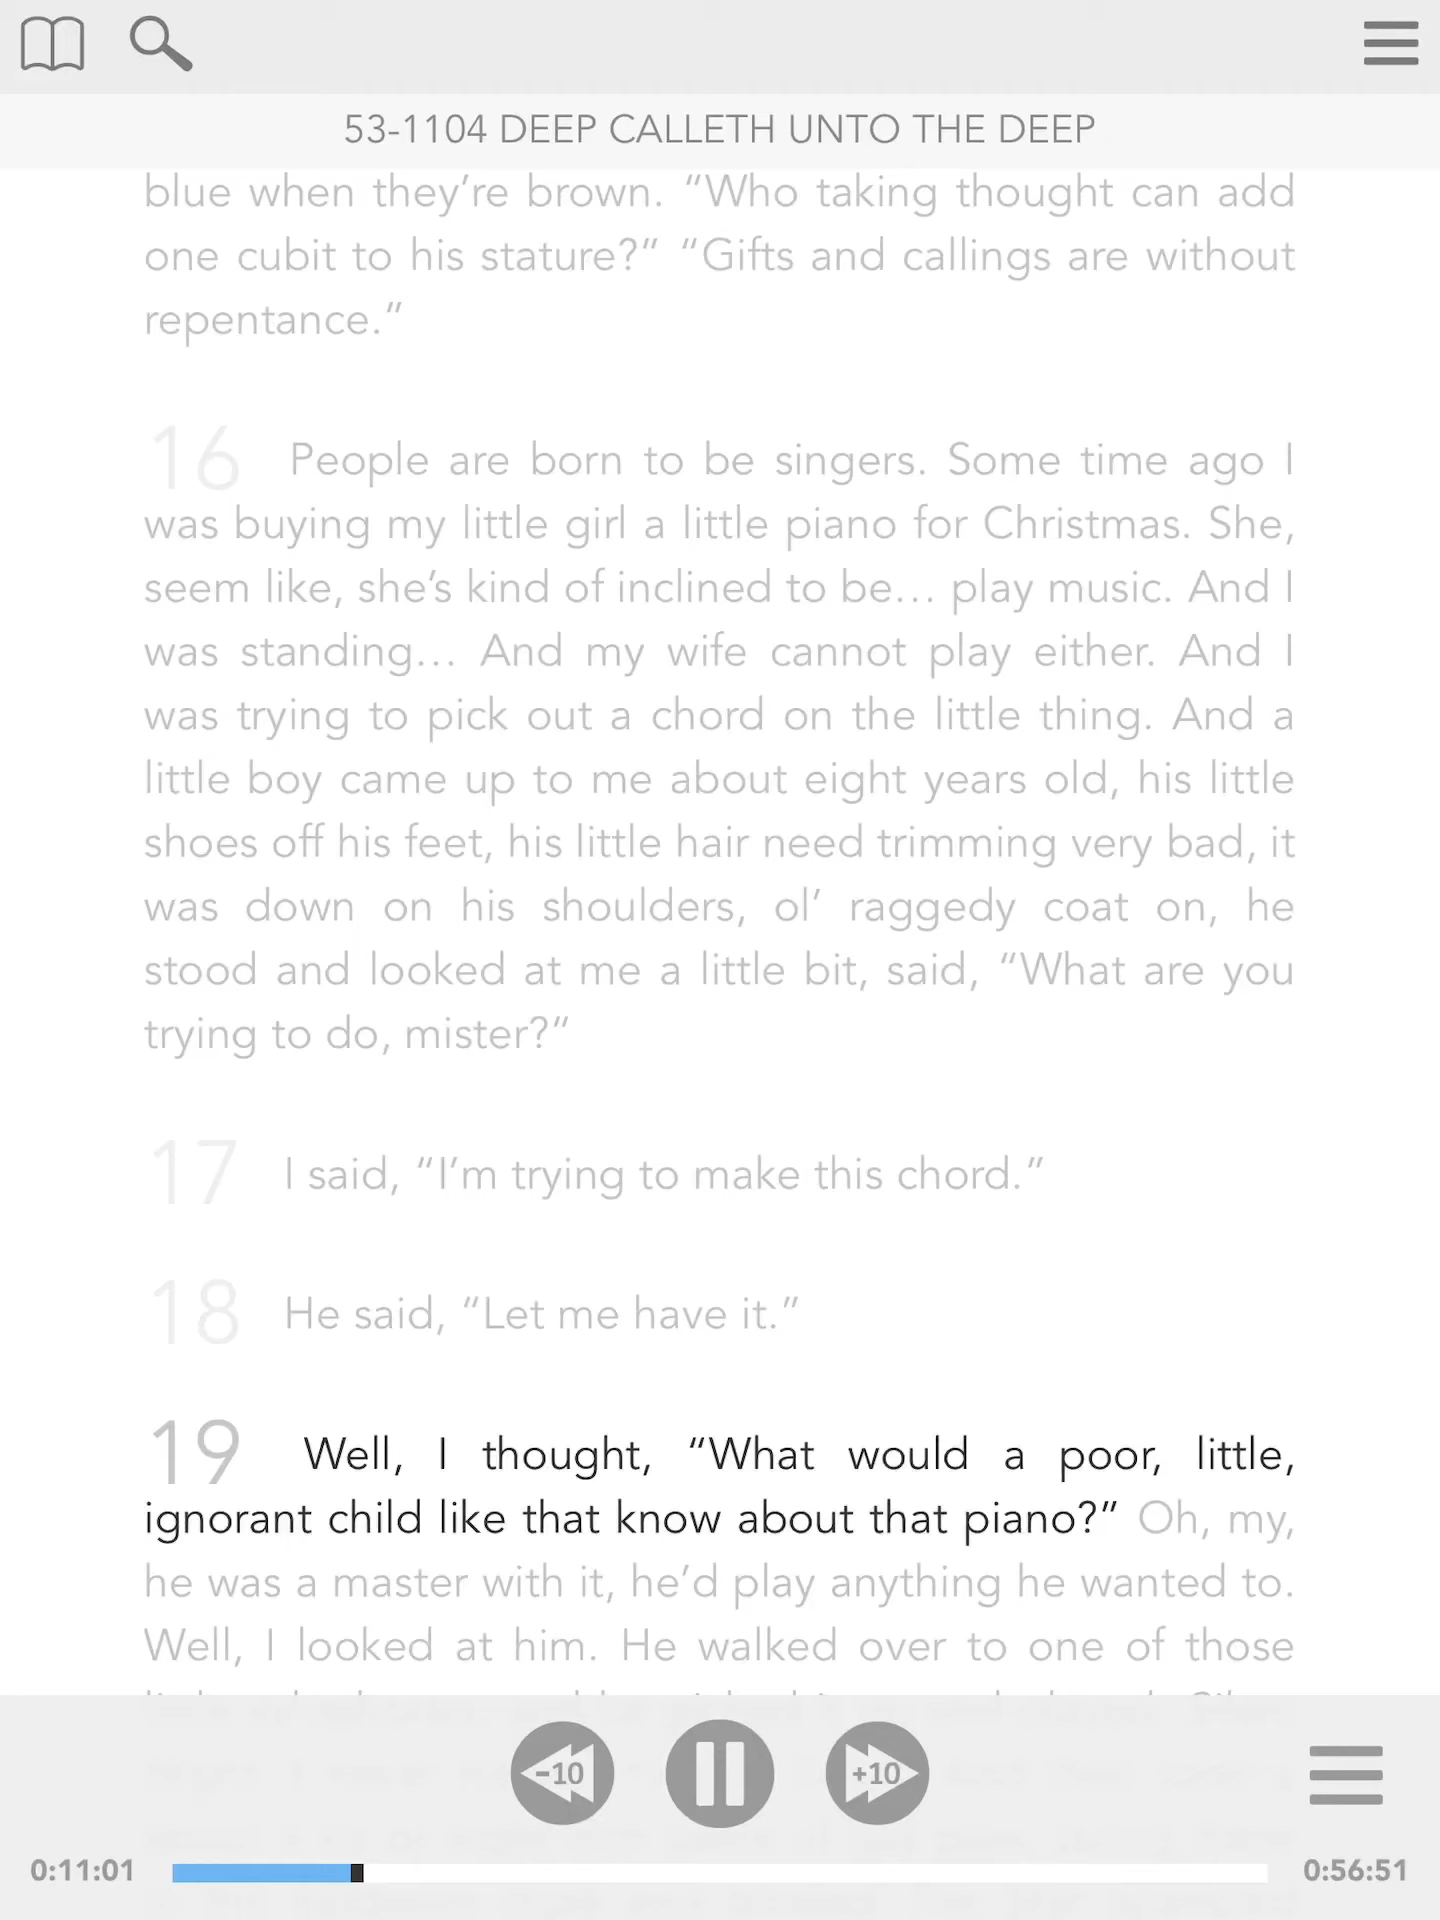 53-1104 DEEP CALLETH UNTO THE DEEP
blue when they’re brown. “Who taking thought can add
one cubit to his stature?” “Gifts and callings are without
repentance.”
16 People are born to be singers. Some time ago I
was buying my little girl a little piano for Christmas. She,
seem like, she’s kind of inclined to be… play music. And I
was standing… And my wife cannot play either. And I
was trying to pick out a chord on the little thing. And a
little boy came up to me about eight years old, his little
shoes off his feet, his little hair need trimming very bad, it
was down on his shoulders, ol’ raggedy coat on, he
stood and looked at me a little bit, said, “What are you
trying to do, mister?”
17 I said, “I’m trying to make this chord.”
18 He said, “Let me have it.”
19 Well, I thought, “What would a poor, little,
ignorant child like that know about that piano?” Oh, my,
he was a master with it, he’d play anything he wanted to.
Well, I looked at him. He walked over to one of those
-10 +10
0:11:01 0:56:51